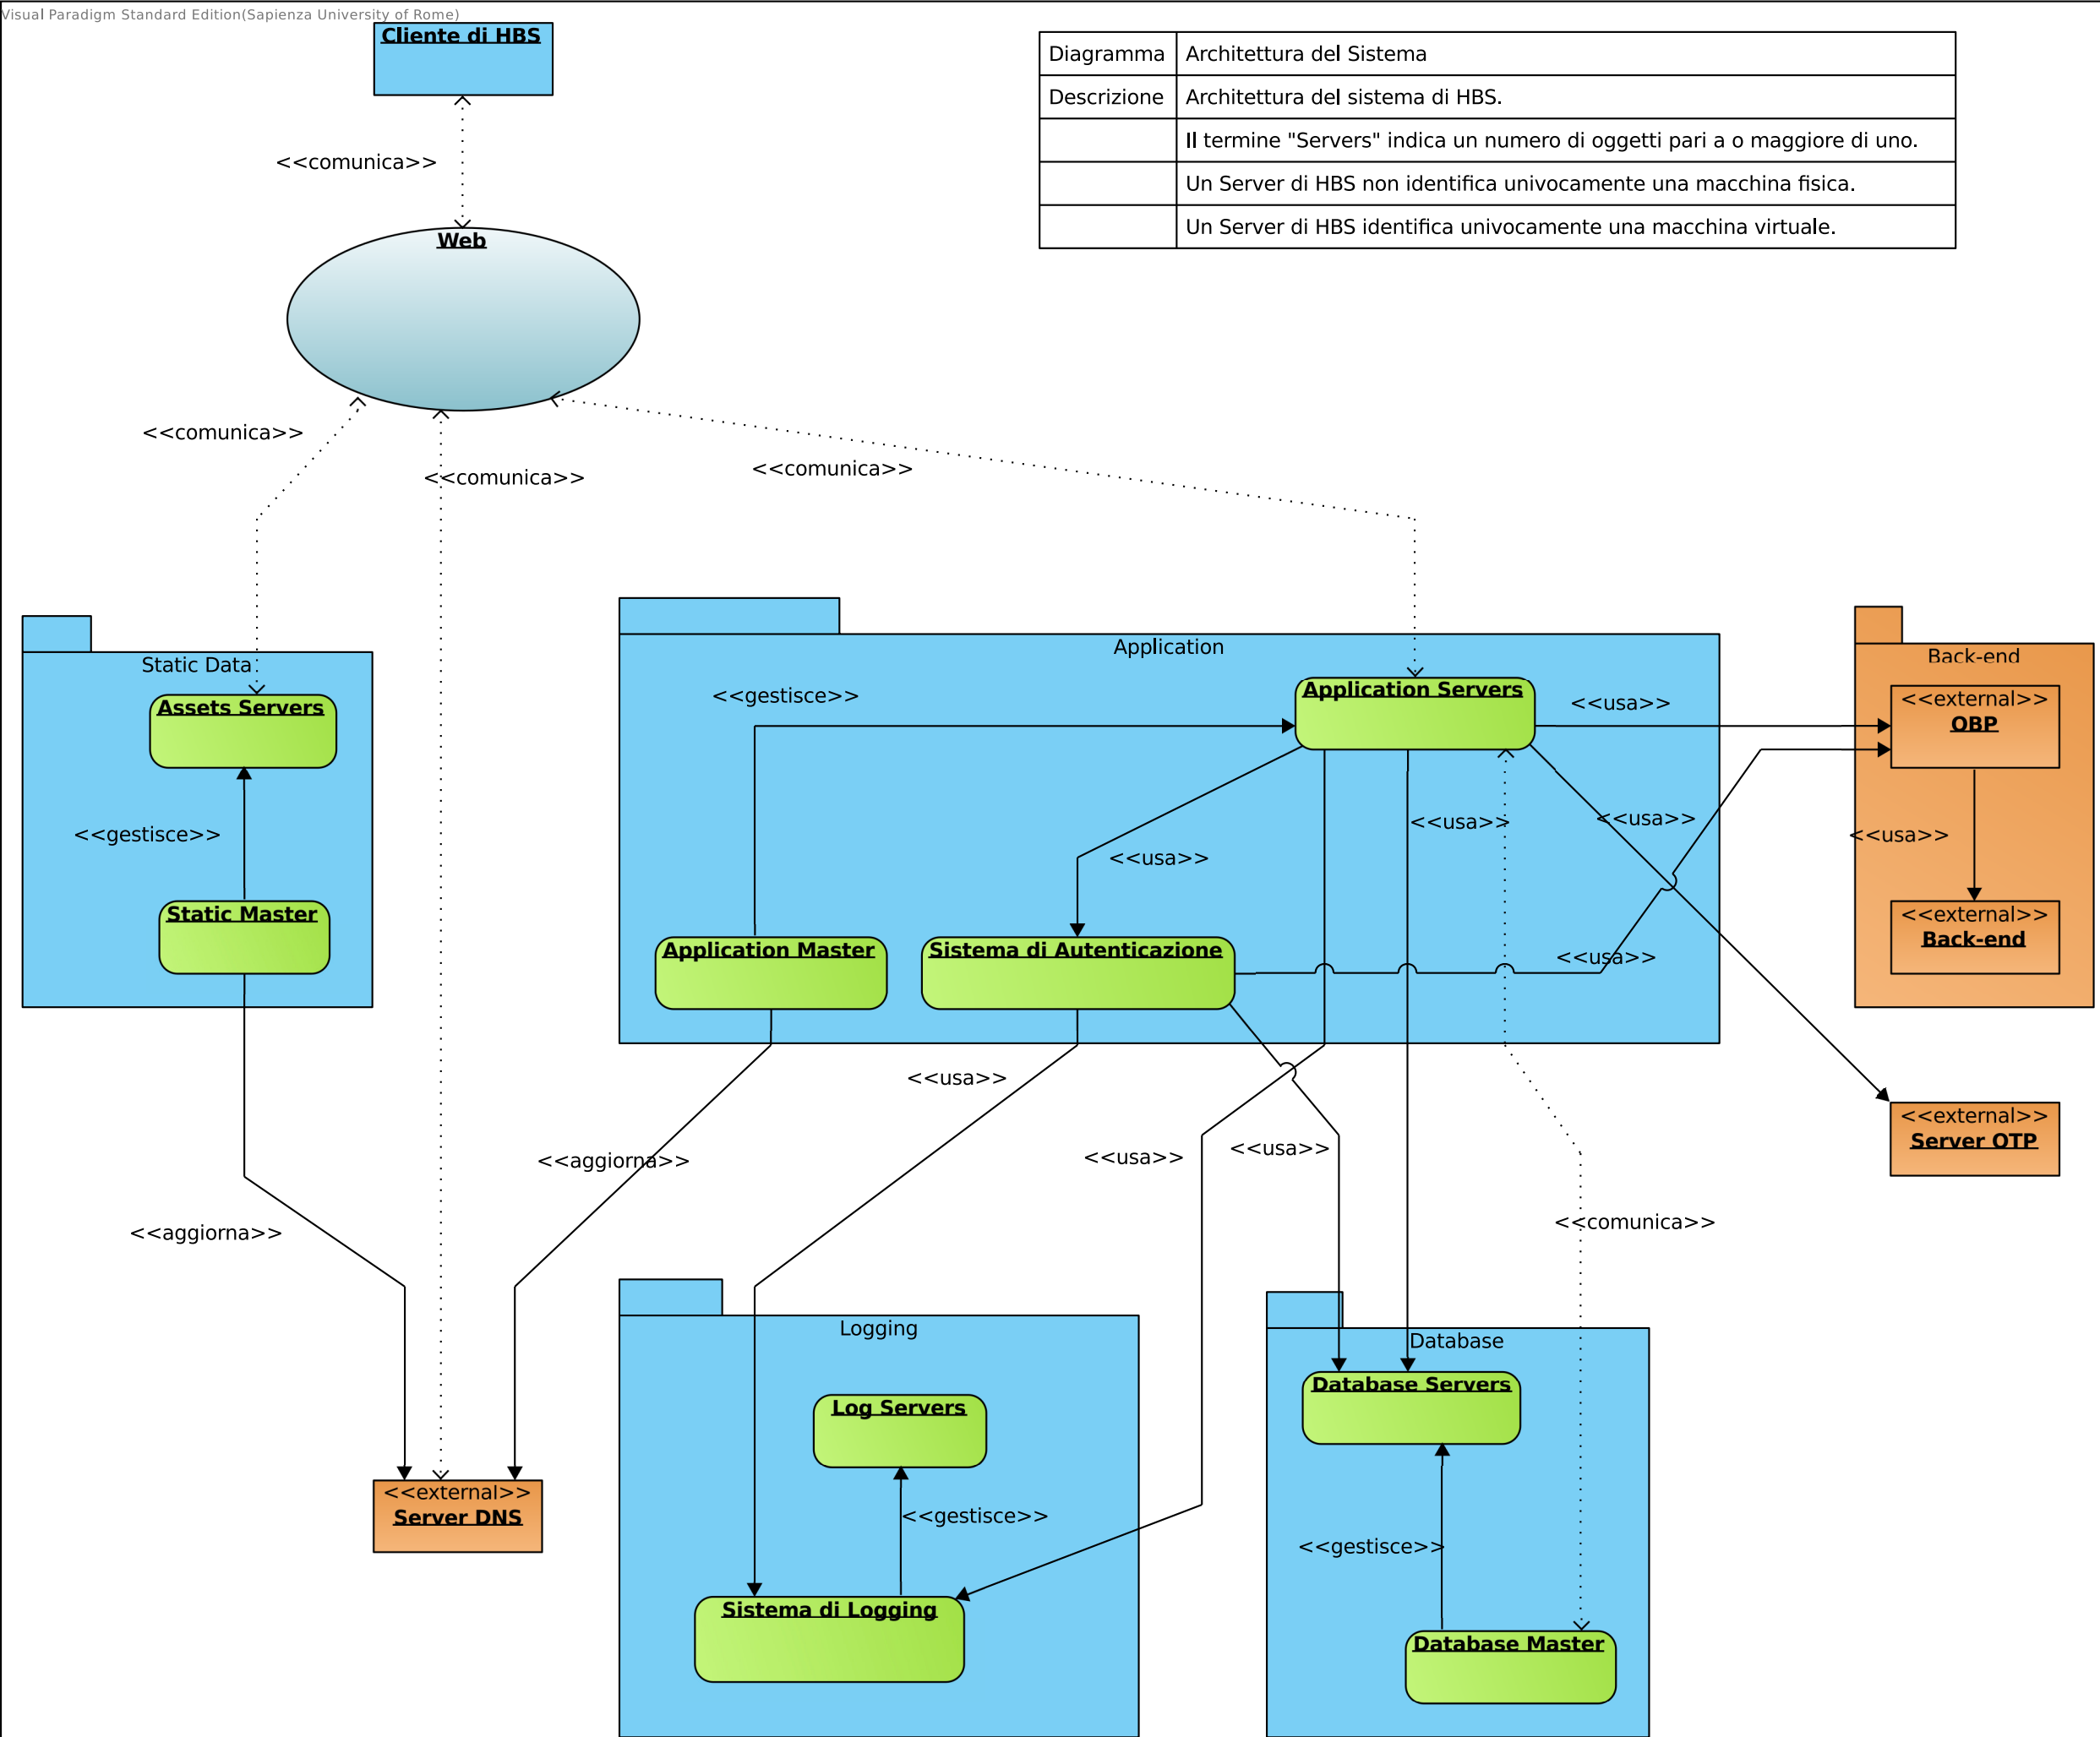 Visual Paradigm Standard Edition(Sapienza University of Rome)
Cliente di HBS
Diagramma Architettura del Sistema
Descrizione Architettura del sistema di HBS.
Il termine "Servers" indica un numero di oggetti pari a o maggiore di uno.
Un Server di HBS non identifica univocamente una macchina fisica.
Un Server di HBS identifica univocamente una macchina virtuale.
<<comunica>>
Web
<<comunica>>
<<comunica>>
<<comunica>>
Static Data
Assets Servers
<<gestisce>>
Static Master
Application
<<gestisce>>
Application Servers
<<usa>>
<<usa>>
<<usa>>
<<usa>>
Application Master
Sistema di Autenticazione
<<usa>>
Back-end
<<external>>
OBP
<<usa>>
<<external>>
Back-end
<<usa>>
<<aggiorna>>
<<usa>>
<<usa>>
<<external>>
Server OTP
<<aggiorna>>
<<comunica>>
Logging
Log Servers
<<gestisce>>
Sistema di Logging
Database
Database Servers
<<gestisce>>
Database Master
<<external>>
Server DNS